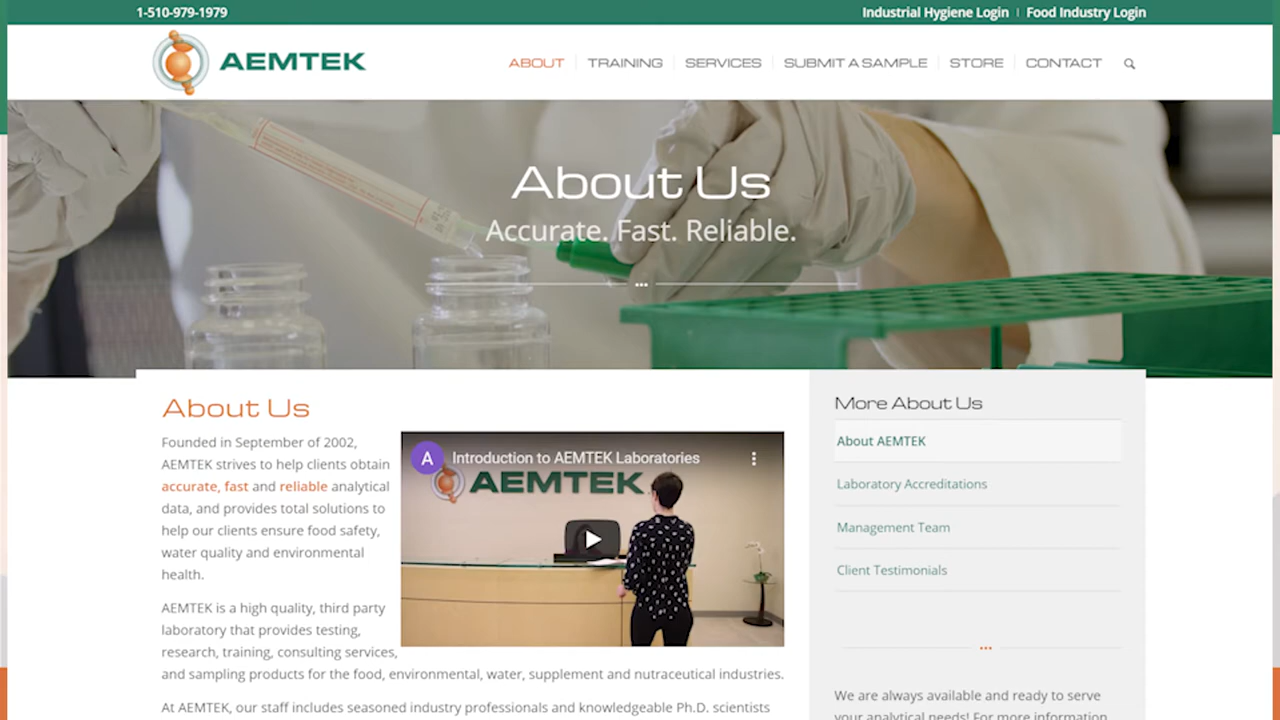 1-510-979-1979
Industrial Hygiene Login | Food Industry Login
AEMTEK
ABOUT
TRAINING
SERVICES
SUBMIT A SAMPLE
STORE
CONTACT
About Us
Accurate. Fast. Reliable.
About Us
Founded in September of 2002,
AEMTEK strives to help clients obtain
accurate, fast and reliable analytical
data, and provides total solutions to
help our clients ensure food safety,
water quality and environmental
health.
A
Introduction to AEMTEK Laboratories
AEMTEK
AEMTEK is a high quality, third party
laboratory that provides testing,
research, training, consulting services,
and sampling products for the food, environmental, water, supplement and nutraceutical industries.
At AEMTEK, our staff includes seasoned industry professionals and knowledgeable Ph.D. scientists
More About Us
About AEMTEK
Laboratory Accreditations
Management Team
Client Testimonials
We are always available and ready to serve
your analytical needs! For more information